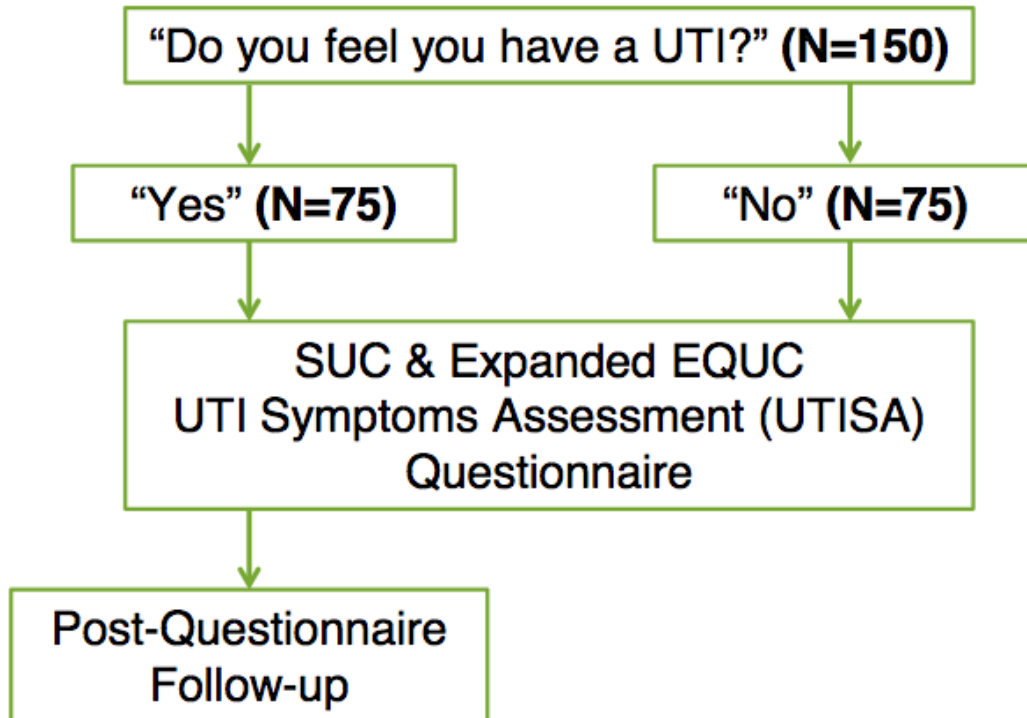 “Do you feel you have a UTI?” (N=150)
“Yes” (N=75)
“No” (N=75)
SUC & Expanded EQUC
UTI Symptoms Assessment (UTISA)
Questionnaire
Post-Questionnaire
Follow-up